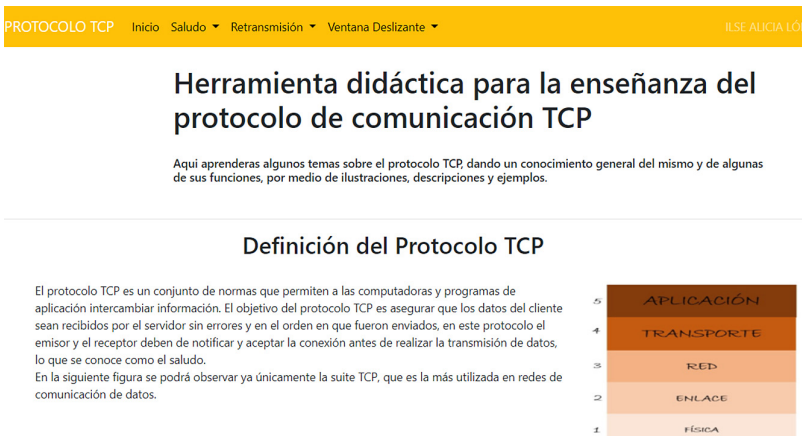 PROTOCOLO TCP Inicio Saludo Retransmisión Ventana Deslizante ILSE ALICIA LÓ
Herramienta didáctica para la enseñanza del
protocolo de comunicación TCP
Aqui aprenderas algunos temas sobre el protocolo TCP, dando un conocimiento general del mismo y de algunas
de sus funciones, por medio de ilustraciones, descripciones y ejemplos.
Definición del Protocolo TCP
El protocolo TCP es un conjunto de normas que permiten a las computadoras y programas de
aplicación intercambiar información. El objetivo del protocolo TCP es asegurar que los datos del cliente
sean recibidos por el servidor sin errores y en el orden en que fueron enviados, en este protocolo el
emisor y el receptor deben de notificar y aceptar la conexión antes de realizar la transmisión de datos,
lo que se conoce como el saludo.
En la siguiente figura se podrá observar ya únicamente la suite TCP, que es la más utilizada en redes de
comunicación de datos.
5 APLICACIÓN
4 TRANSPORTE
3 RED
2 ENLACE
1 FÍSICA